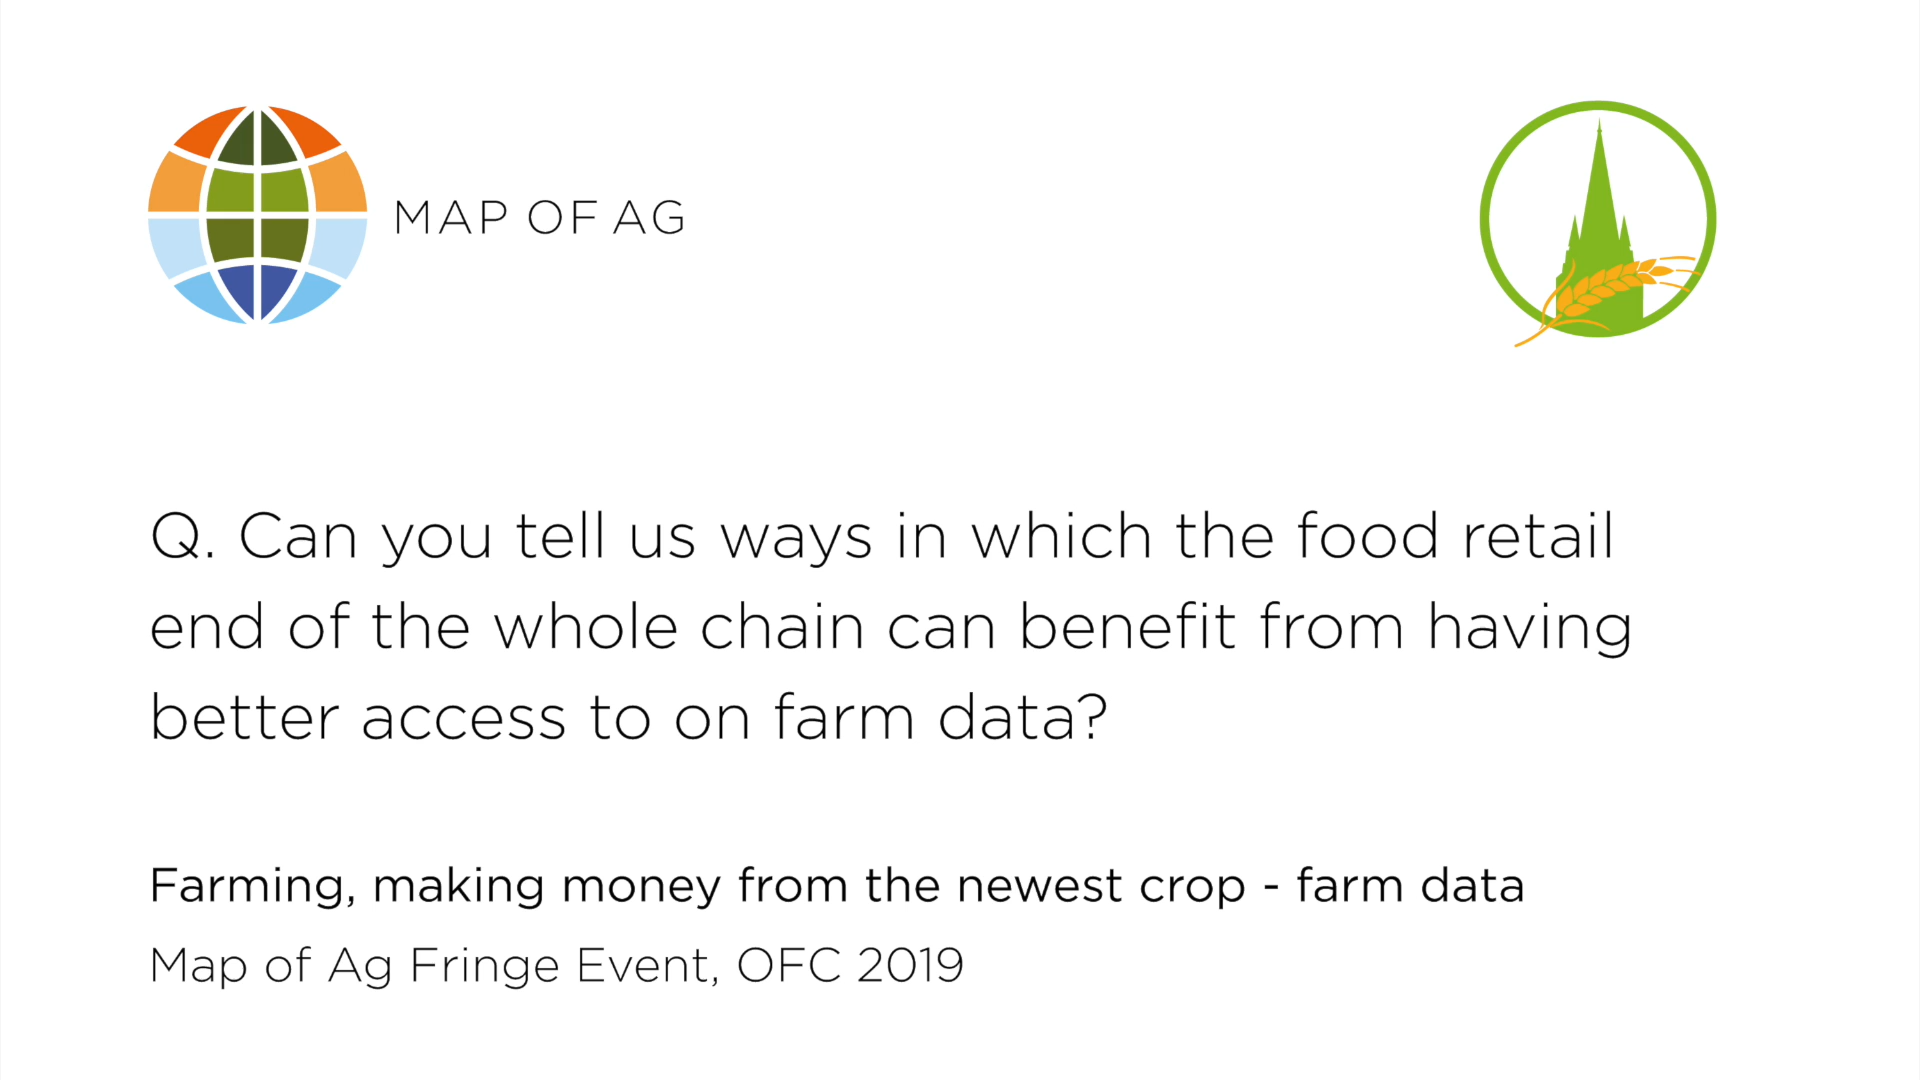 MAP OF AG
Q. Can you tell us ways in which the food retail
end of the whole chain can benefit from having
better access to on farm data?
Farming, making money from the newest crop - farm data
Map of Ag Fringe Event, OFC 2019